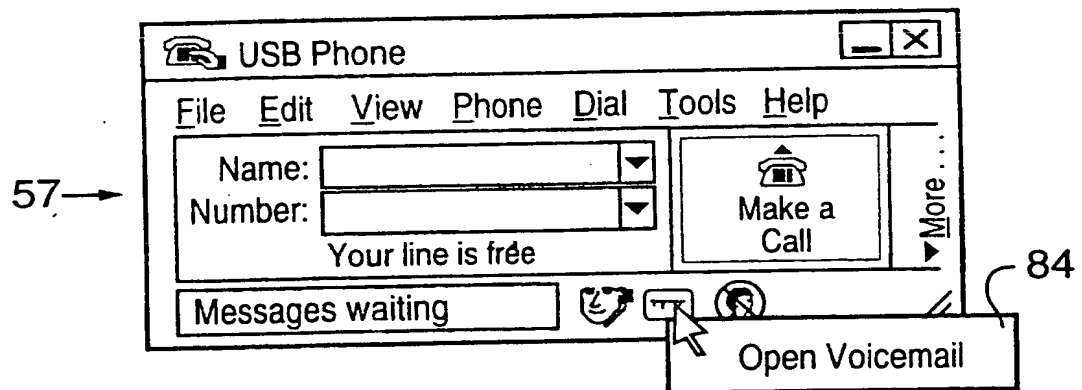 USB Phone
File Edit View Phone Dial Tools Help
Name:
Number:
Your line is free
Make a
Call
More...
57
84
Messages waiting
Open Voicemail